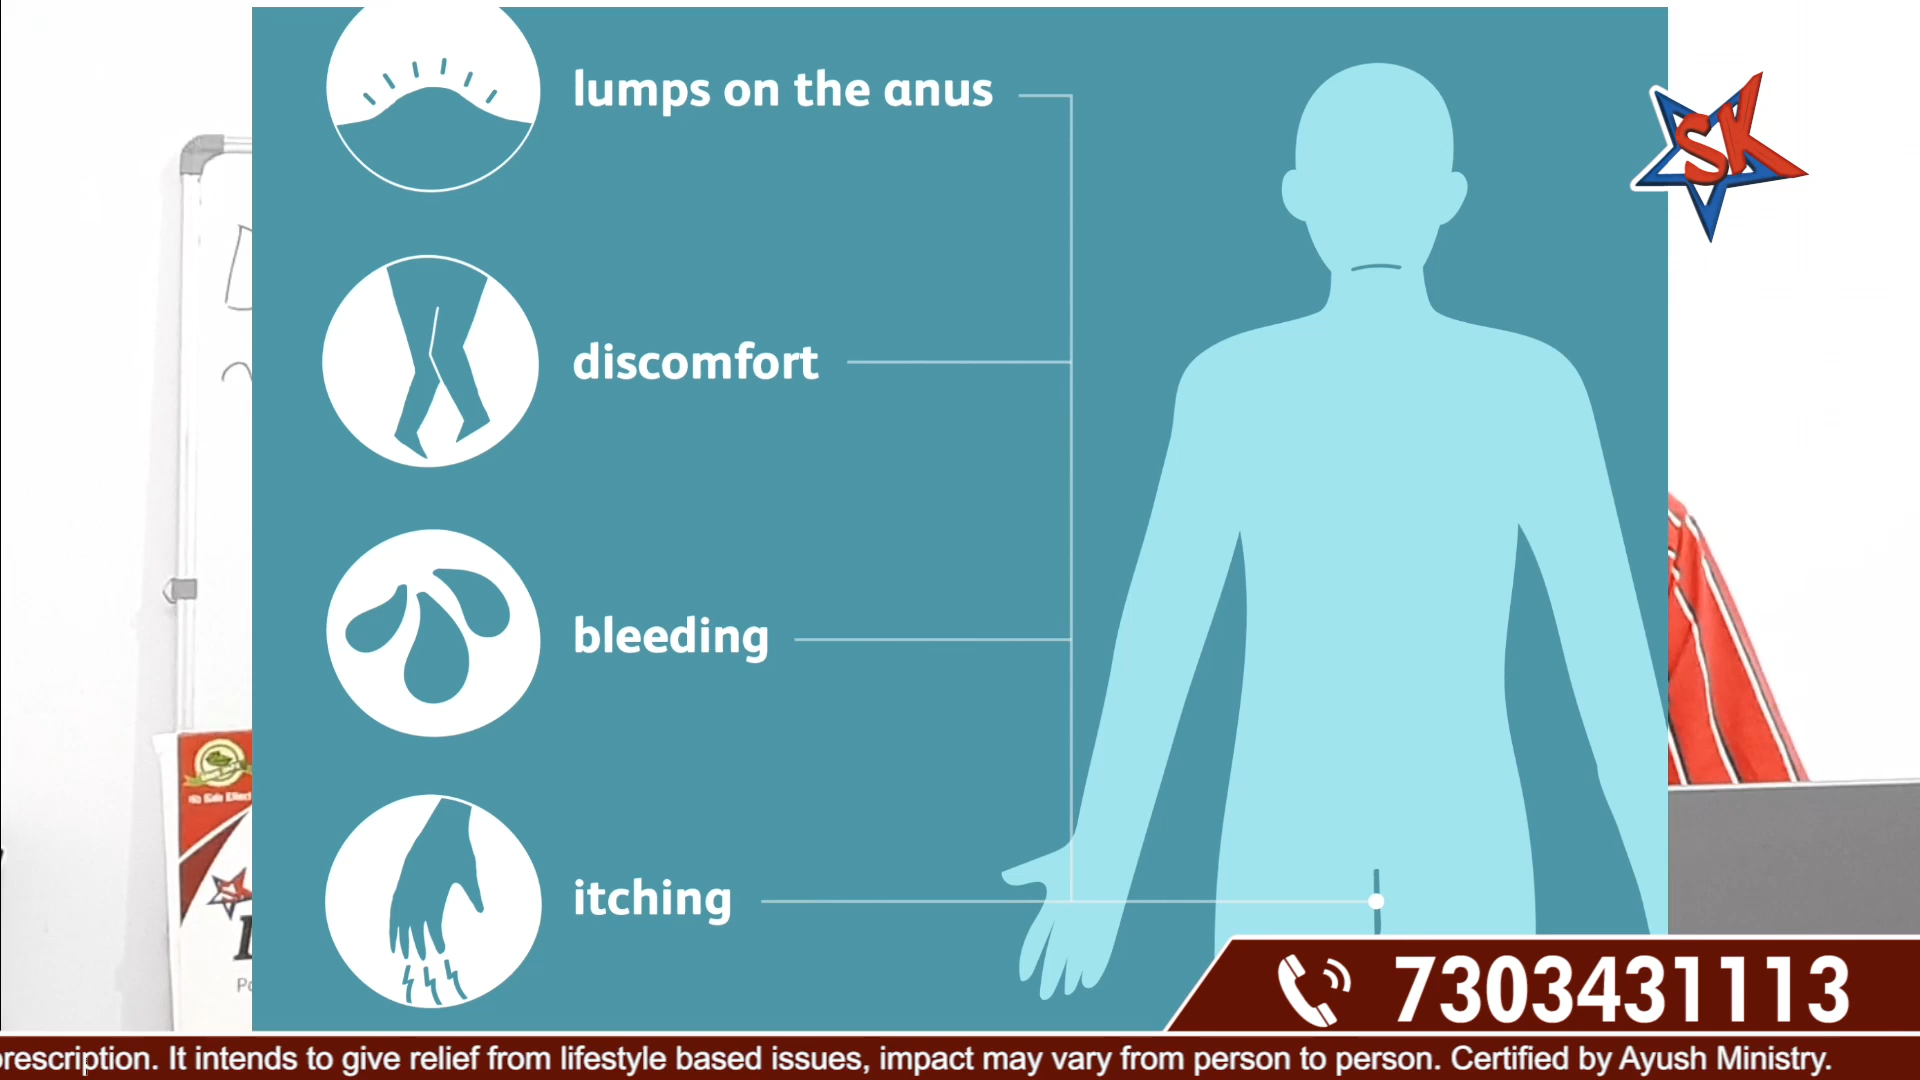 lumps on the anus
SK
discomfort
bleeding
itching
7303431113
prescription. It intends to give relief from lifestyle based issues, impact may vary from person to person. Certified by Ayush Ministry.